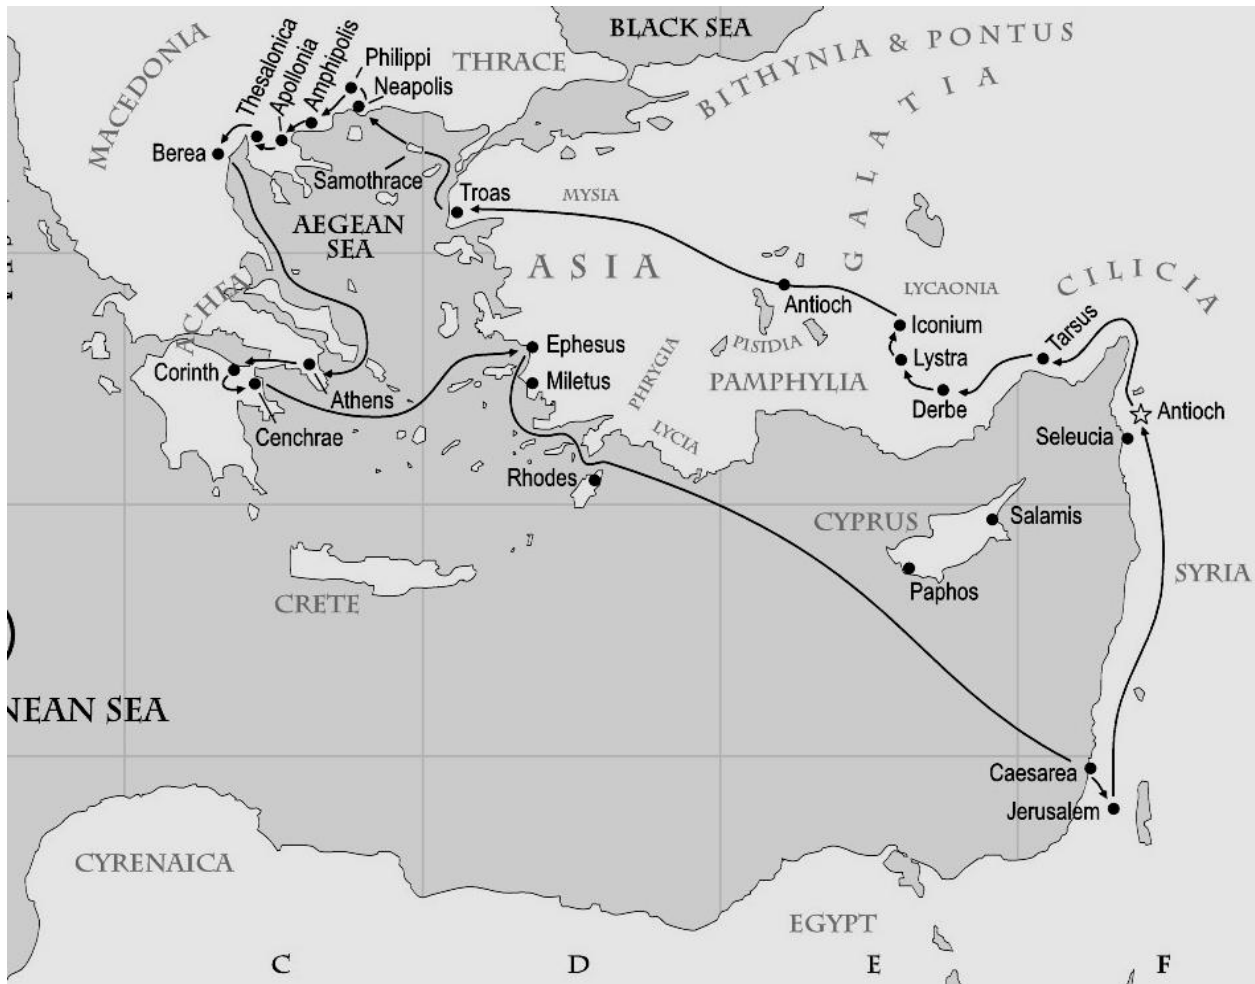 BLACK SEA
BITHYNIA & PONTUS
THRACE
MACEDONIA
GALATIA
Philippi
Neapolis
Amphipolis
Apollonia
Thesalonica
Berea
Samothrace
Troas
MYSIA
AEGEAN
SEA
ASIA
ACHEA
Antioch
LYCAONIA
CILICIA
Iconium
Tarsus
PISIDIA
Lystra
Ephesus
PHRYGIA
PAMPHYLIA
Corinth
Miletus
Derbe
Athens
Antioch
Cenchrae
LYCIA
Seleucia
Rhodes
CYPRUS
Salamis
SYRIA
Paphos
CRETE
NEAN SEA
Caesarea
Jerusalem
CYRENAICA
EGYPT
C
D
E
F